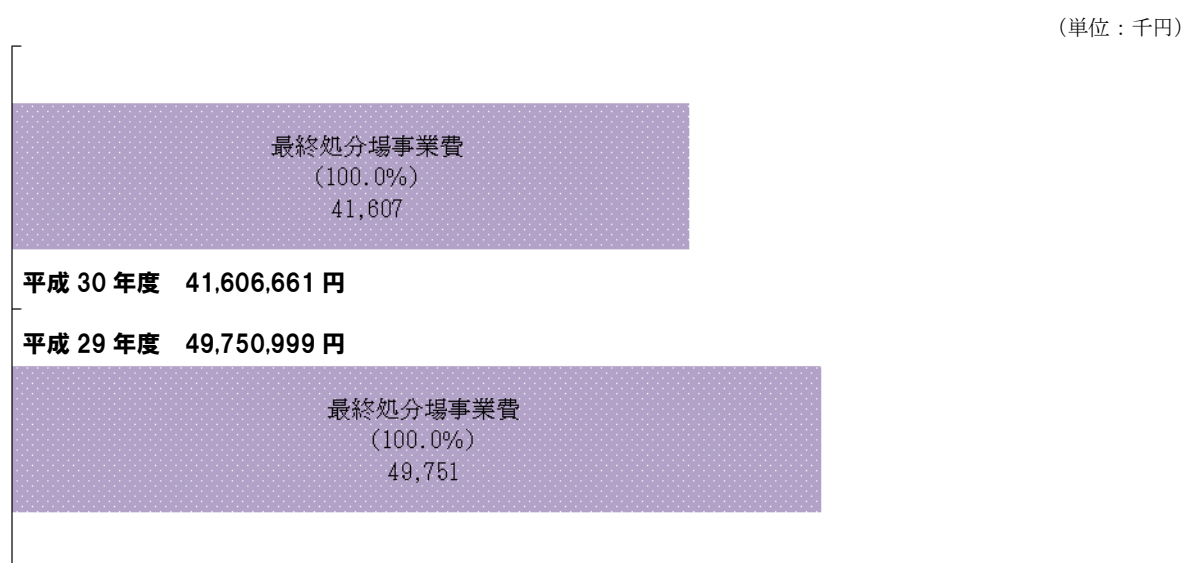 （単位：千円）
最終処分場事業費
(100.0%)
41,607
平成 30 年度　41,606,661 円
平成 29 年度　49,750,999 円
最終処分場事業費
(100.0%)
49,751